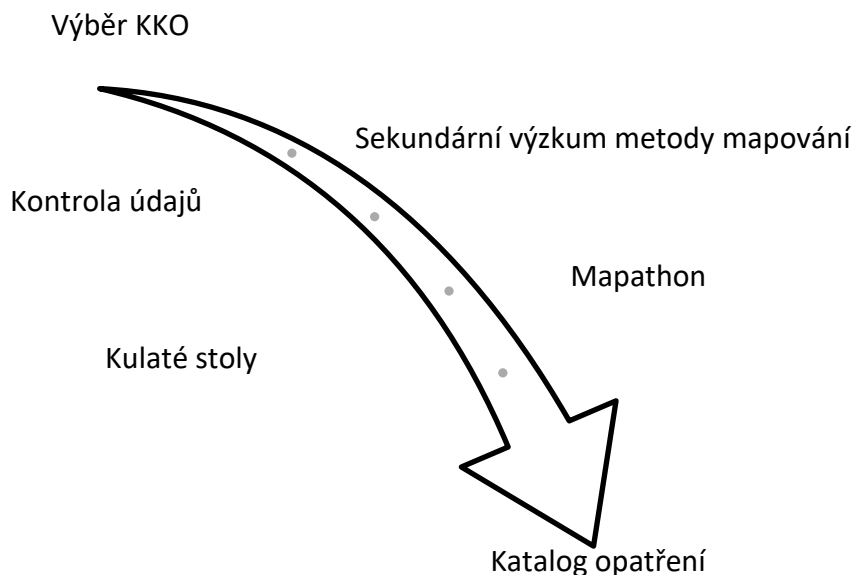 Výběr KKO
Sekundární výzkum metody mapování
Kontrola údajů
Mapathon
Kulaté stoly
Katalog opatření